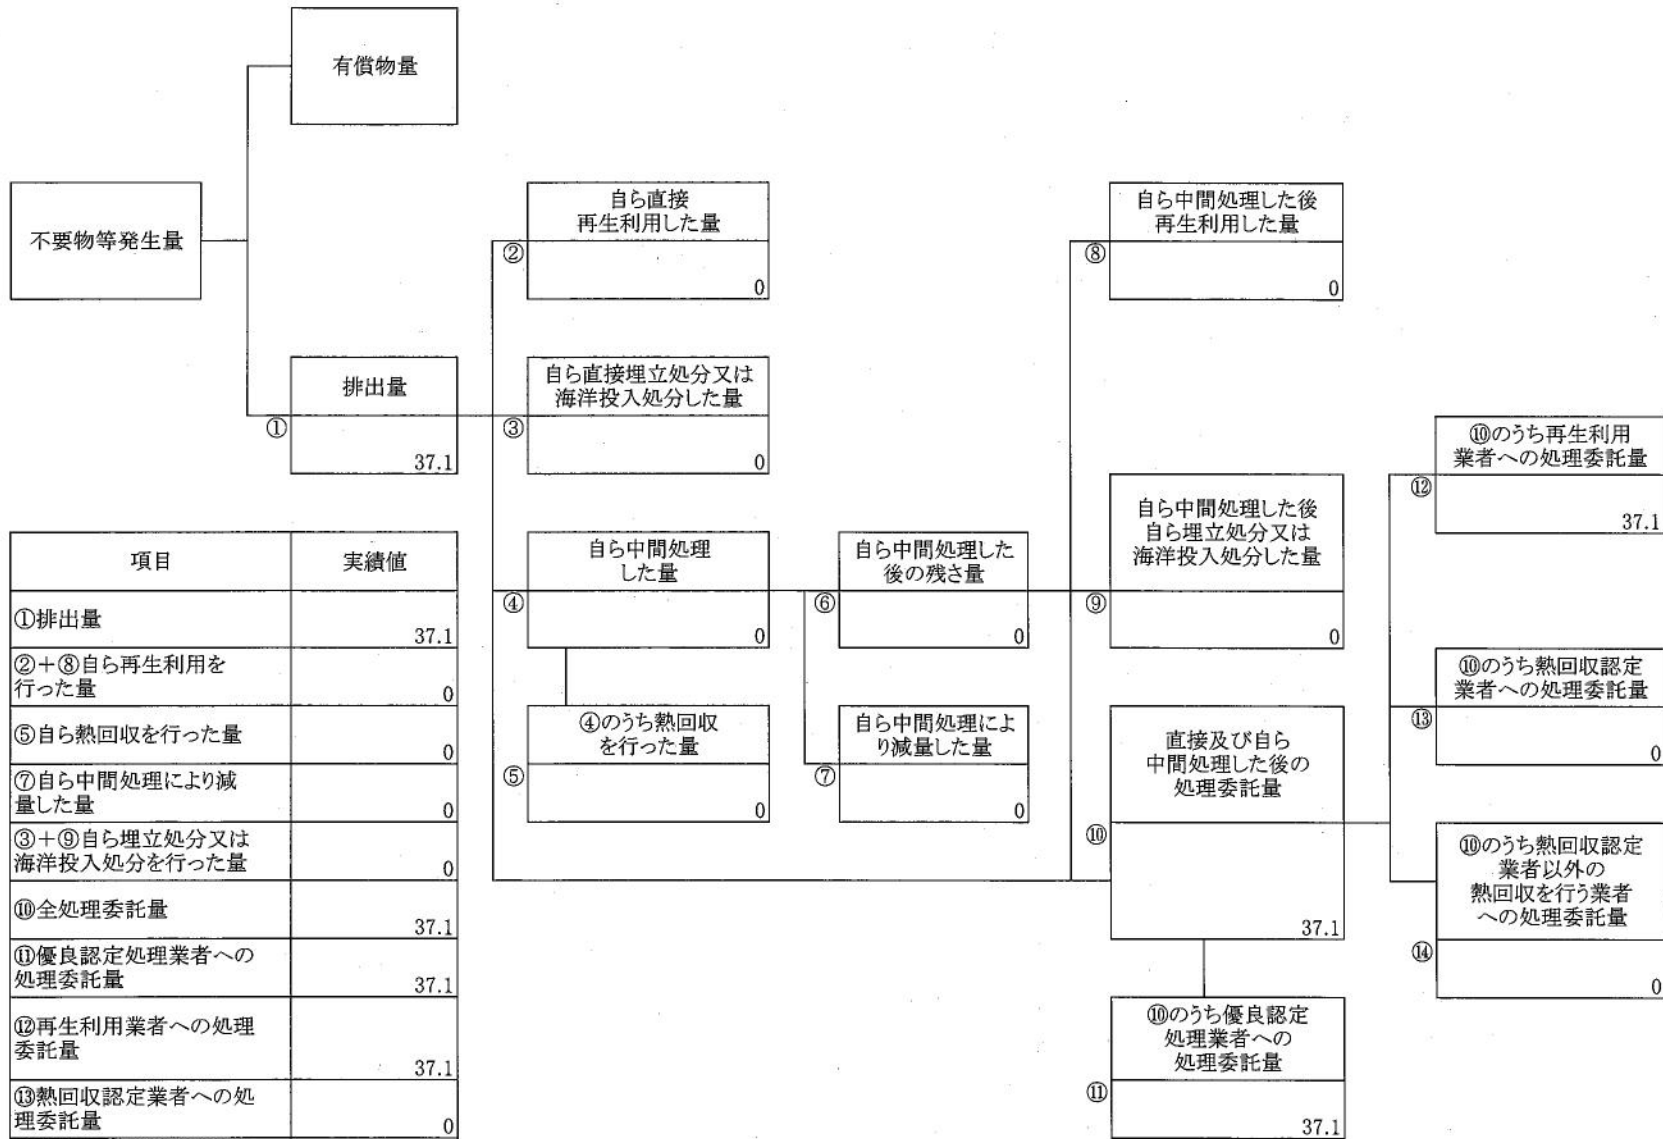 有償物量
不要物等発生量
自ら直接
再生利用した量
②
0
自ら中間処理した後
再生利用した量
⑧
0
排出量
①
37.1
自ら直接埋立処分又は
海洋投入処分した量
③
0
⑩のうち再生利用
業者への処理委託量
⑫
37.1
自ら中間処理
した量
④
0
自ら中間処理した
後の残さ量
⑥
0
自ら中間処理した後
自ら埋立処分又は
海洋投入処分した量
⑨
0
⑩のうち熱回収認定
業者への処理委託量
⑬
0
④のうち熱回収
を行った量
⑤
0
自ら中間処理によ
り減量した量
⑦
0
直接及び自ら
中間処理した後の
処理委託量
⑩
37.1
⑩のうち熱回収認定
業者以外の
熱回収を行う業者
への処理委託量
⑭
0
⑩のうち優良認定
処理業者への
処理委託量
⑪
37.1
項目 実績値
①排出量
37.1
②+⑧自ら再生利用を
行った量 0
⑤自ら熱回収を行った量
0
⑦自ら中間処理により減
量した量 0
③+⑨自ら埋立処分又は
海洋投入処分を行った量 0
⑩全処理委託量
37.1
⑪優良認定処理業者への
処理委託量 37.1
⑫再生利用業者への処理
委託量
37.1
⑬熱回収認定業者への処
理委託量 0